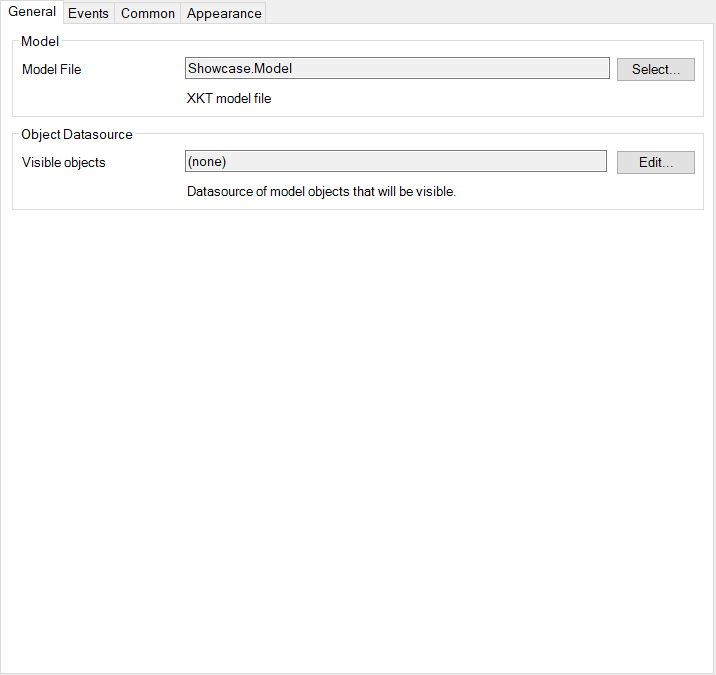 General Events Common Appearance
Model
Model File Showcase.Model Select...
XKT model file
Object Datasource
Visible objects (none) Edit...
Datasource of model objects that will be visible.